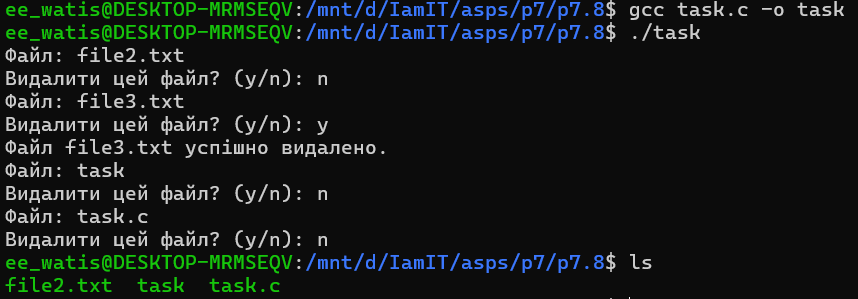 ee_watis@DESKTOP-MRMSEQV:/mnt/d/IamIT/asps/p7/p7.8$ gcc task.c -o task
ee_watis@DESKTOP-MRMSEQV:/mnt/d/IamIT/asps/p7/p7.8$ ./task
Файл: file2.txt
Видалити цей файл? (y/n): n
Файл: file3.txt
Видалити цей файл? (y/n): y
Файл file3.txt успішно видалено.
Файл: task
Видалити цей файл? (y/n): n
Файл: task.c
Видалити цей файл? (y/n): n
ee_watis@DESKTOP-MRMSEQV:/mnt/d/IamIT/asps/p7/p7.8$ ls
file2.txt  task  task.c